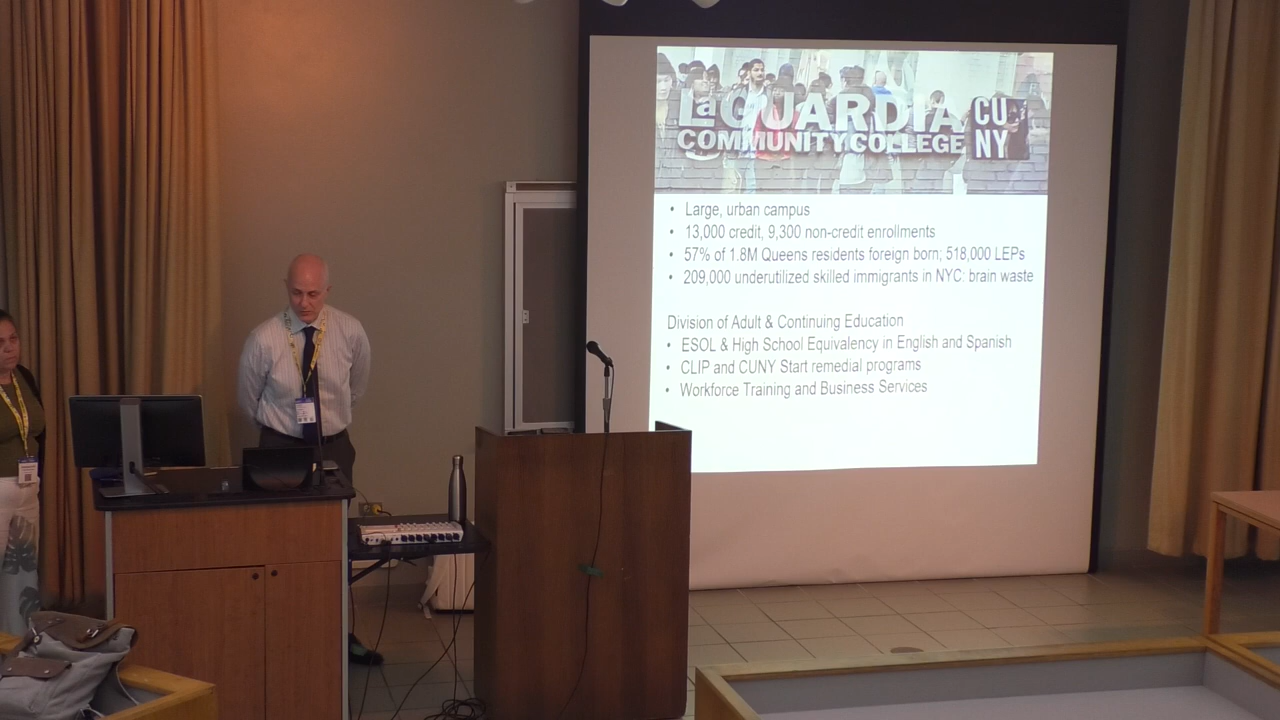 LaGUARDIA CU
COMMUNITY COLLEGE NY
• Large, urban campus
• 13,000 credit, 9,300 non-credit enrollments
• 57% of 1.8M Queens residents foreign born; 518,000 LEPs
• 209,000 underutilized skilled immigrants in NYC: brain waste
Division of Adult & Continuing Education
• ESOL & High School Equivalency in English and Spanish
• CLIP and CUNY Start remedial programs
• Workforce Training and Business Services